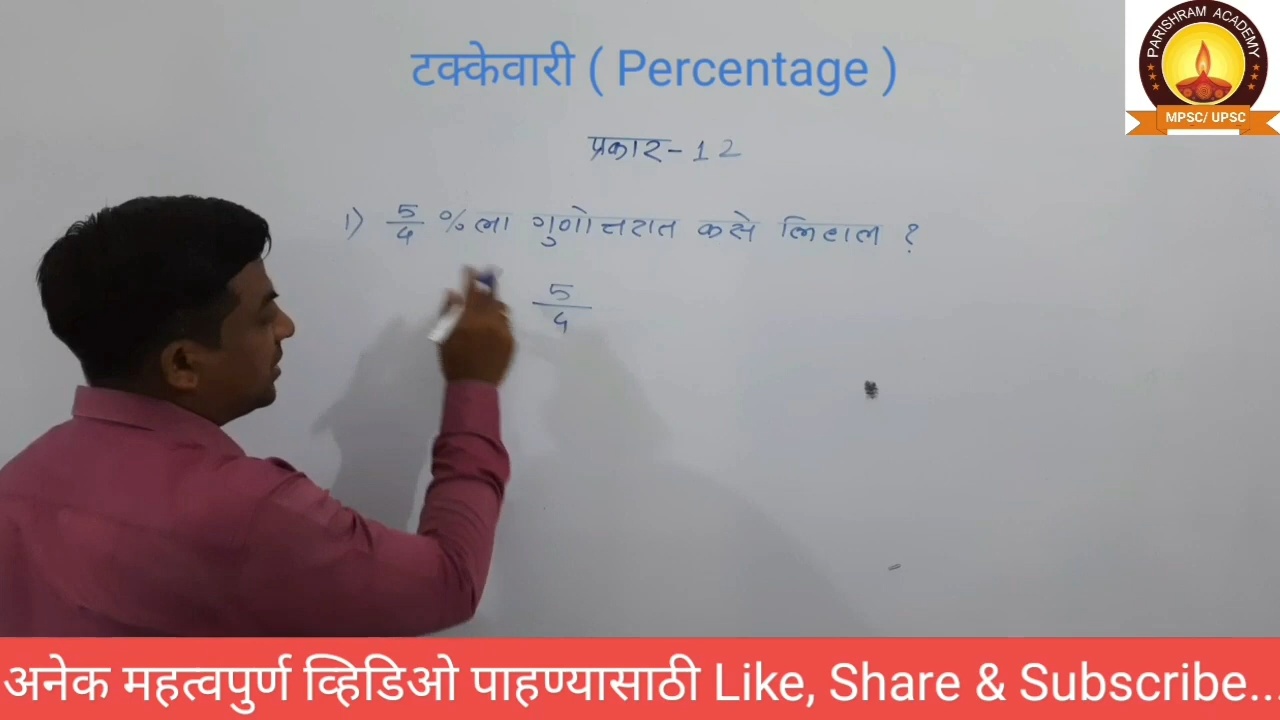 PARISHRAM ACADEMY
MPSC/ UPSC
टक्केवारी ( Percentage )
प्रकार - 12
1) 5/4 % ला गुणोत्तरात कसे लिहाल ?
5/4
अनेक महत्वपुर्ण व्हिडिओ पाहण्यासाठी Like, Share & Subscribe...